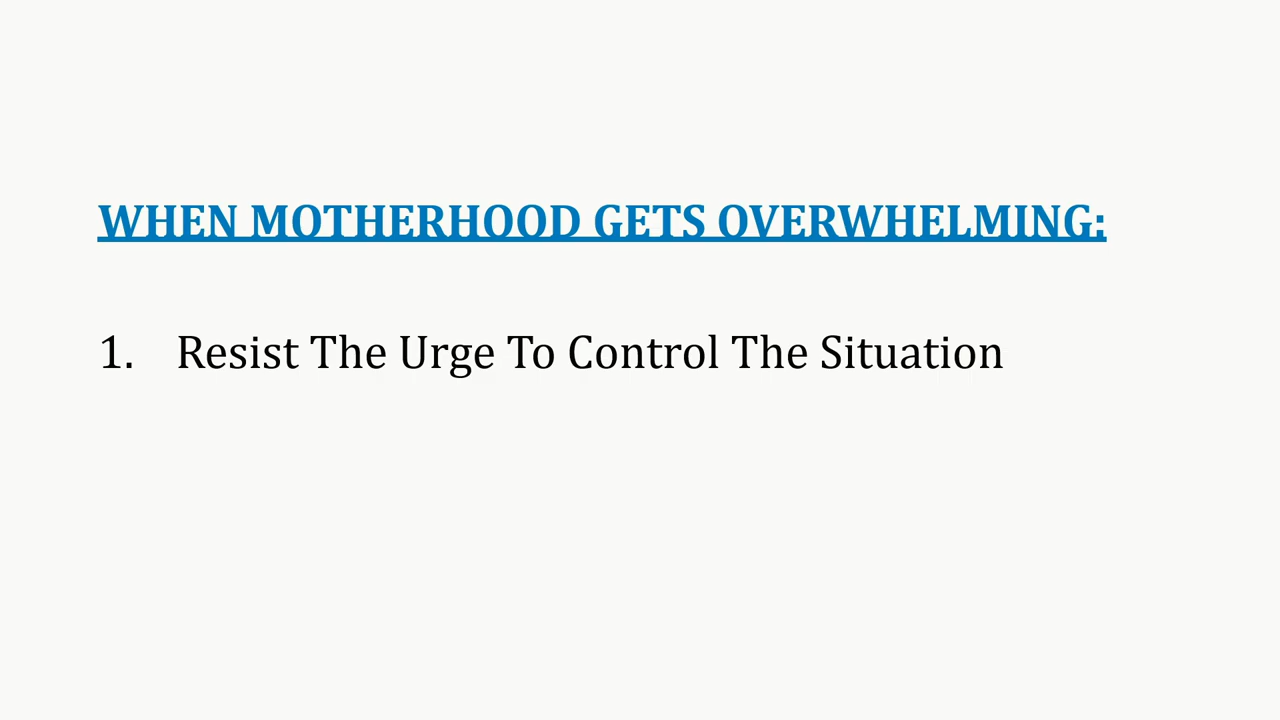 WHEN MOTHERHOOD GETS OVERWHELMING:
1. Resist The Urge To Control The Situation